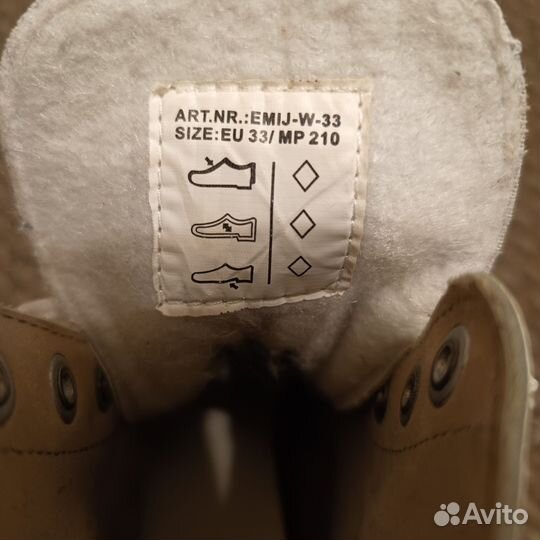 ART.NR.:EMIJ-W-33
SIZE:EU 33/ MP 210
Avito